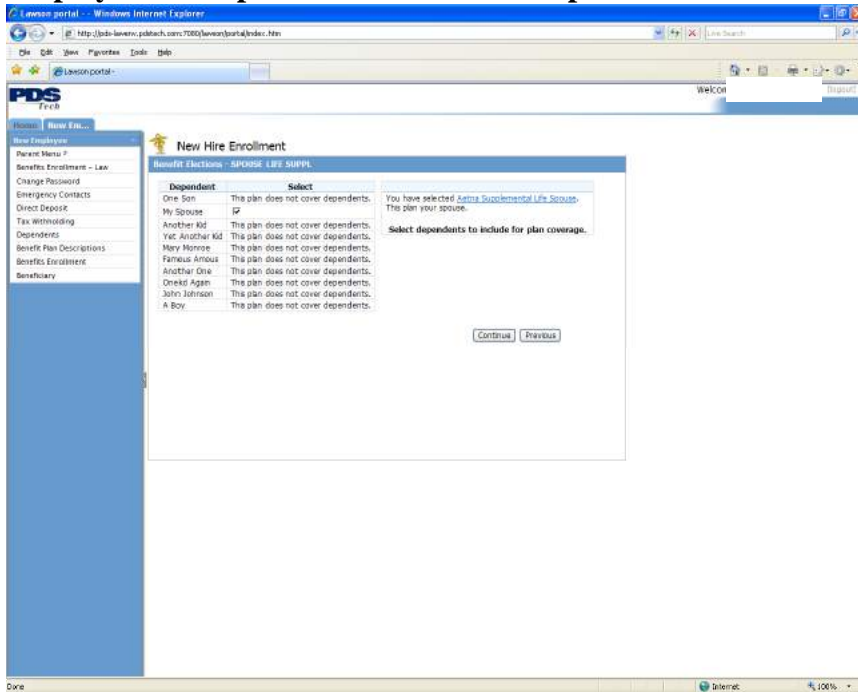 Lawson portal - - Windows Internet Explorer
http://pds-lawserv.pdstech.com:7080/lawson/portal/index.htm
Live Search
File Edit View Favorites Tools Help
Lawson portal -
PDS
Tech
Welcom
Home New Em...
New Employee
Parent Menu
Benefits Enrollment - Law
Change Password
Emergency Contacts
Direct Deposit
Tax Withholding
Dependents
Benefit Plan Descriptions
Benefits Enrollment
Beneficiary
New Hire Enrollment
Benefit Elections - SPOUSE LIFE SUPPL
Dependent Select
One Son This plan does not cover dependents.
My Spouse
Another Kid This plan does not cover dependents.
Yet Another Kid This plan does not cover dependents.
Mary Monroe This plan does not cover dependents.
Famous Amous This plan does not cover dependents.
Another One This plan does not cover dependents.
Onekd Again This plan does not cover dependents.
John Johnson This plan does not cover dependents.
A Boy This plan does not cover dependents.
You have selected Aetna Supplemental Life Spouse.
This plan your spouse.
Select dependents to include for plan coverage.
Continue Previous
Done
Internet
100%